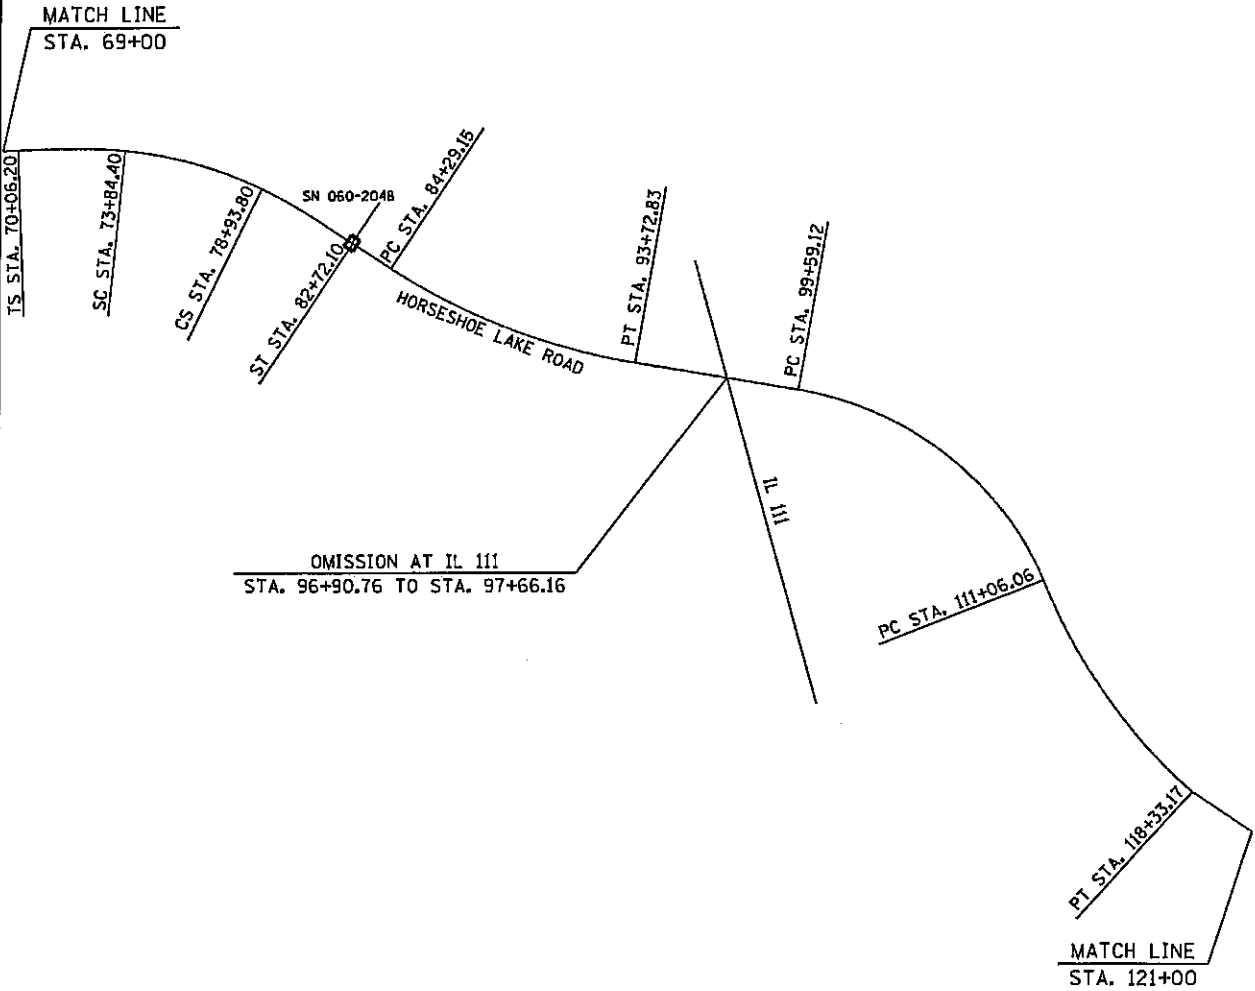 MATCH LINE
STA. 69+00
TS STA. 70+06.20
SC STA. 73+84.40
CS STA. 78+93.80
SN 060-2048
ST STA. 82+72.10
PC STA. 84+29.15
HORSESHOE LAKE ROAD
PT STA. 93+72.83
PC STA. 99+59.12
IL 111
OMISSION AT IL 111
STA. 96+90.76 TO STA. 97+66.16
PC STA. 111+06.06
PT STA. 118+33.17
MATCH LINE
STA. 121+00